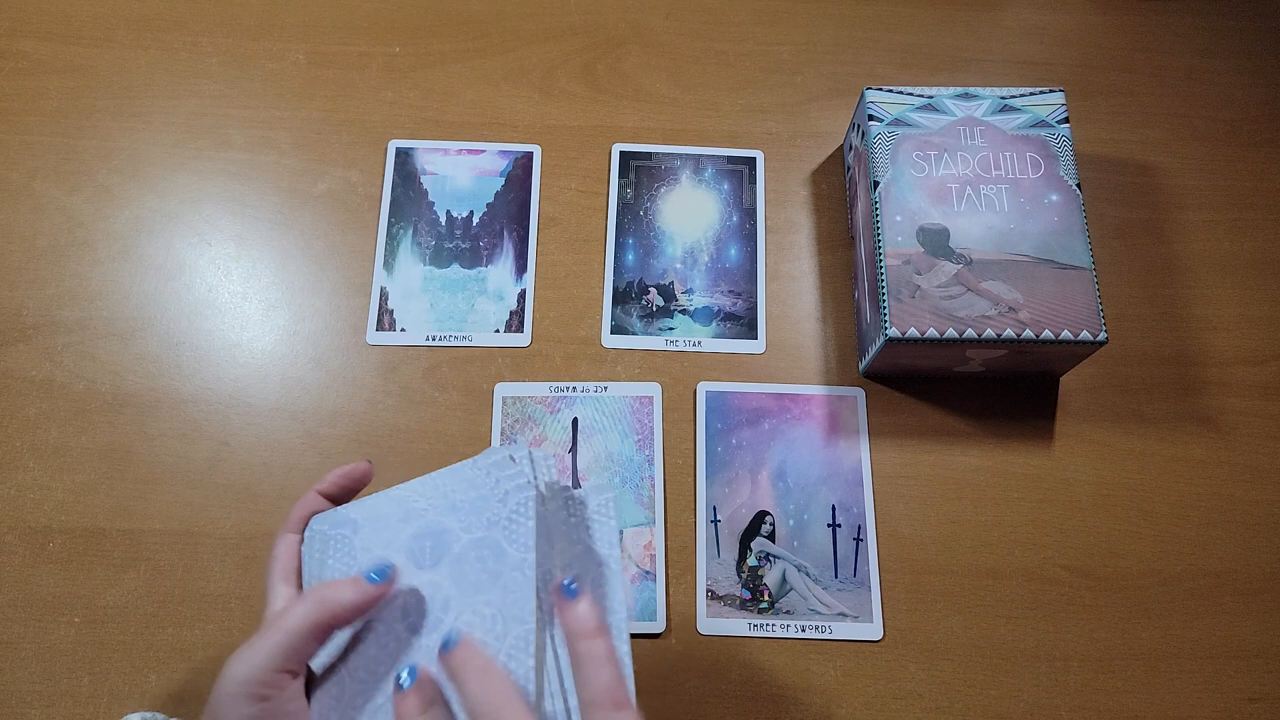 THE
STARCHILD
TAROT
AWAKENING
THE STAR
ACE OF WANDS
THREE OF SWORDS